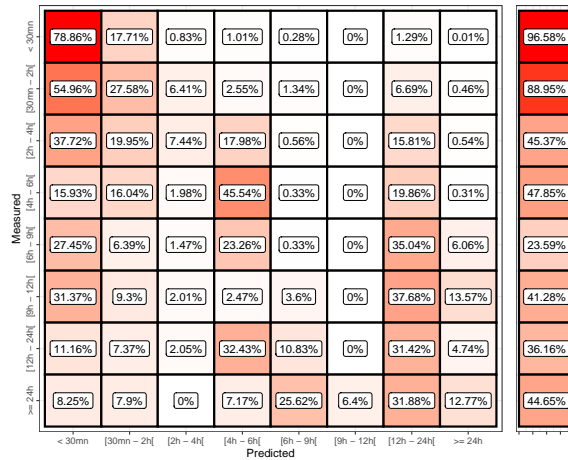 < 30mn 78.86% 17.71% 0.83% 1.01% 0.28% 0% 1.29% 0.01% 96.58%
[30mn − 2h[ 54.96% 27.58% 6.41% 2.55% 1.34% 0% 6.69% 0.46% 88.95%
[2h − 4h[ 37.72% 19.95% 7.44% 17.98% 0.56% 0% 15.81% 0.54% 45.37%
[4h − 6h[ 15.93% 16.04% 1.98% 45.54% 0.33% 0% 19.86% 0.31% 47.85%
Measured
[6h − 9h[ 27.45% 6.39% 1.47% 23.26% 0.33% 0% 35.04% 6.06% 23.59%
[9h − 12h[ 31.37% 9.3% 2.01% 2.47% 3.6% 0% 37.68% 13.57% 41.28%
[12h − 24h[ 11.16% 7.37% 2.05% 32.43% 10.83% 0% 31.42% 4.74% 36.16%
>= 24h 8.25% 7.9% 0% 7.17% 25.62% 6.4% 31.88% 12.77% 44.65%
< 30mn [30mn − 2h[ [2h − 4h[ [4h − 6h[ [6h − 9h[ [9h − 12h[ [12h − 24h[ >= 24h
Predicted